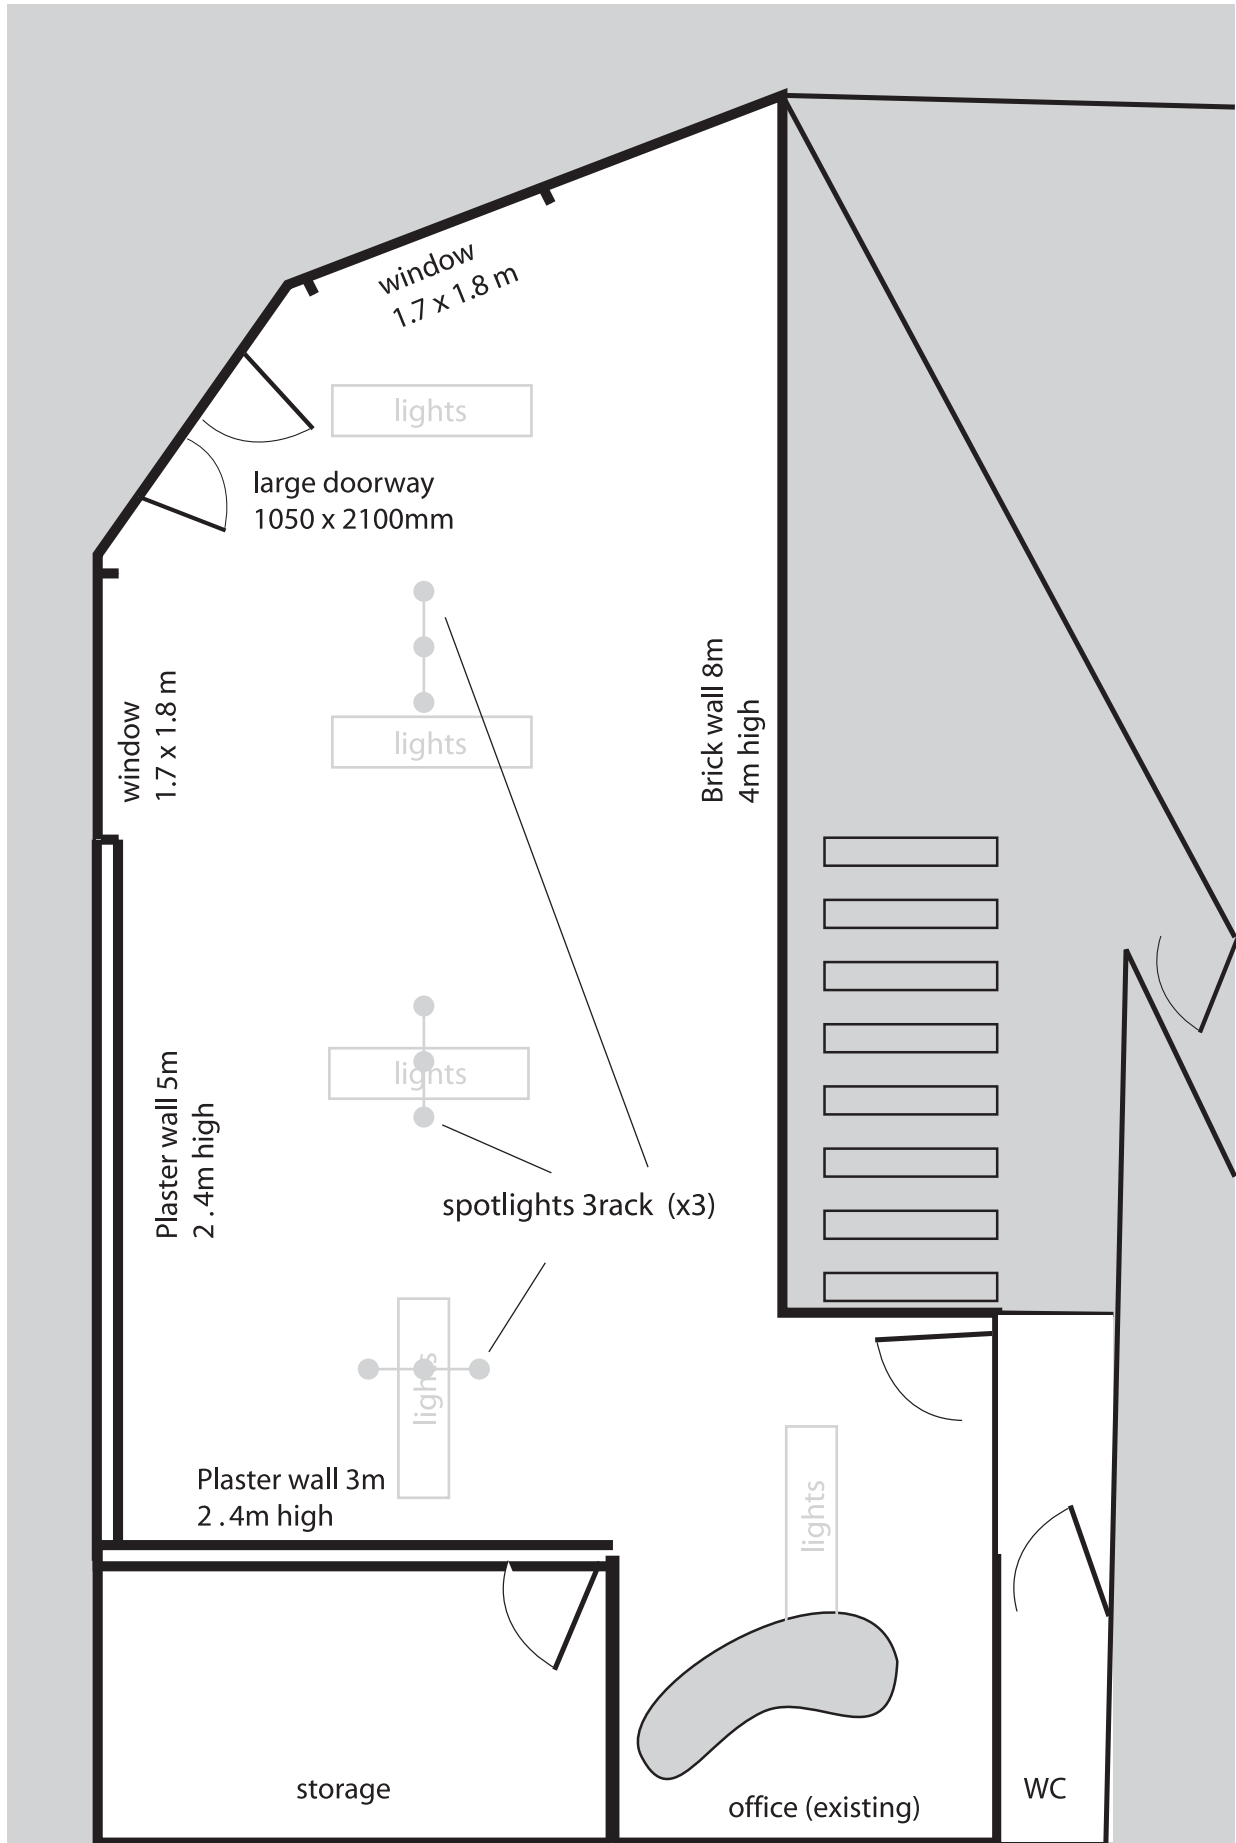 window
1.7 x 1.8 m
lights
large doorway
1050 x 2100mm
window
1.7 x 1.8 m
lights
Brick wall 8m
4m high
lights
Plaster wall 5m
2 . 4m high
spotlights 3rack (x3)
lights
Plaster wall 3m
2 . 4m high
lights
storage
office (existing)
WC